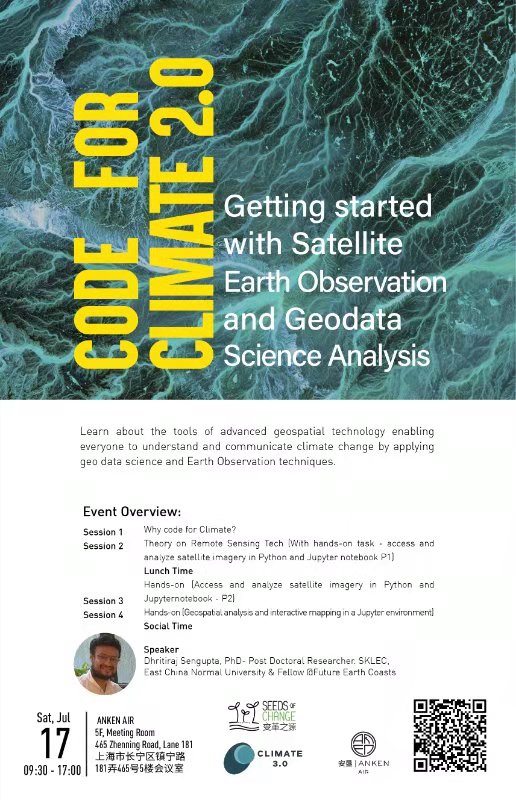 CODE FOR
CLIMATE 2.0
Getting started
with Satellite
Earth Observation
and Geodata
Science Analysis
Learn about the tools of advanced geospatial technology enabling
everyone to understand and communicate climate change by applying
geo data science and Earth Observation techniques.
Event Overview:
Session 1
Why code for Climate?
Session 2
Theory on Remote Sensing Tech (With hands-on task - access and
analyze satellite imagery in Python and Jupyter notebook P1)
Lunch Time
Hands-on (Access and analyze satellite imagery in Python and
Jupyternotebook - P2)
Session 3
Session 4
Hands-on (Geospatial analysis and interactive mapping in a Jupyter environment)
Social Time
Speaker
Dhritiraj Sengupta, PhD- Post Doctoral Researcher. SKLEC,
East China Normal University & Fellow @Future Earth Coasts
Sat, Jul
17
09:30 - 17:00
ANKEN AIR
5F, Meeting Room
465 Zhenning Road, Lane 181
上海市长宁区镇宁路
181弄465号5楼会议室
SEEDS OF
CHANGE
变革之源
CLIMATE
3.0
安垦 | ANKEN
AIR